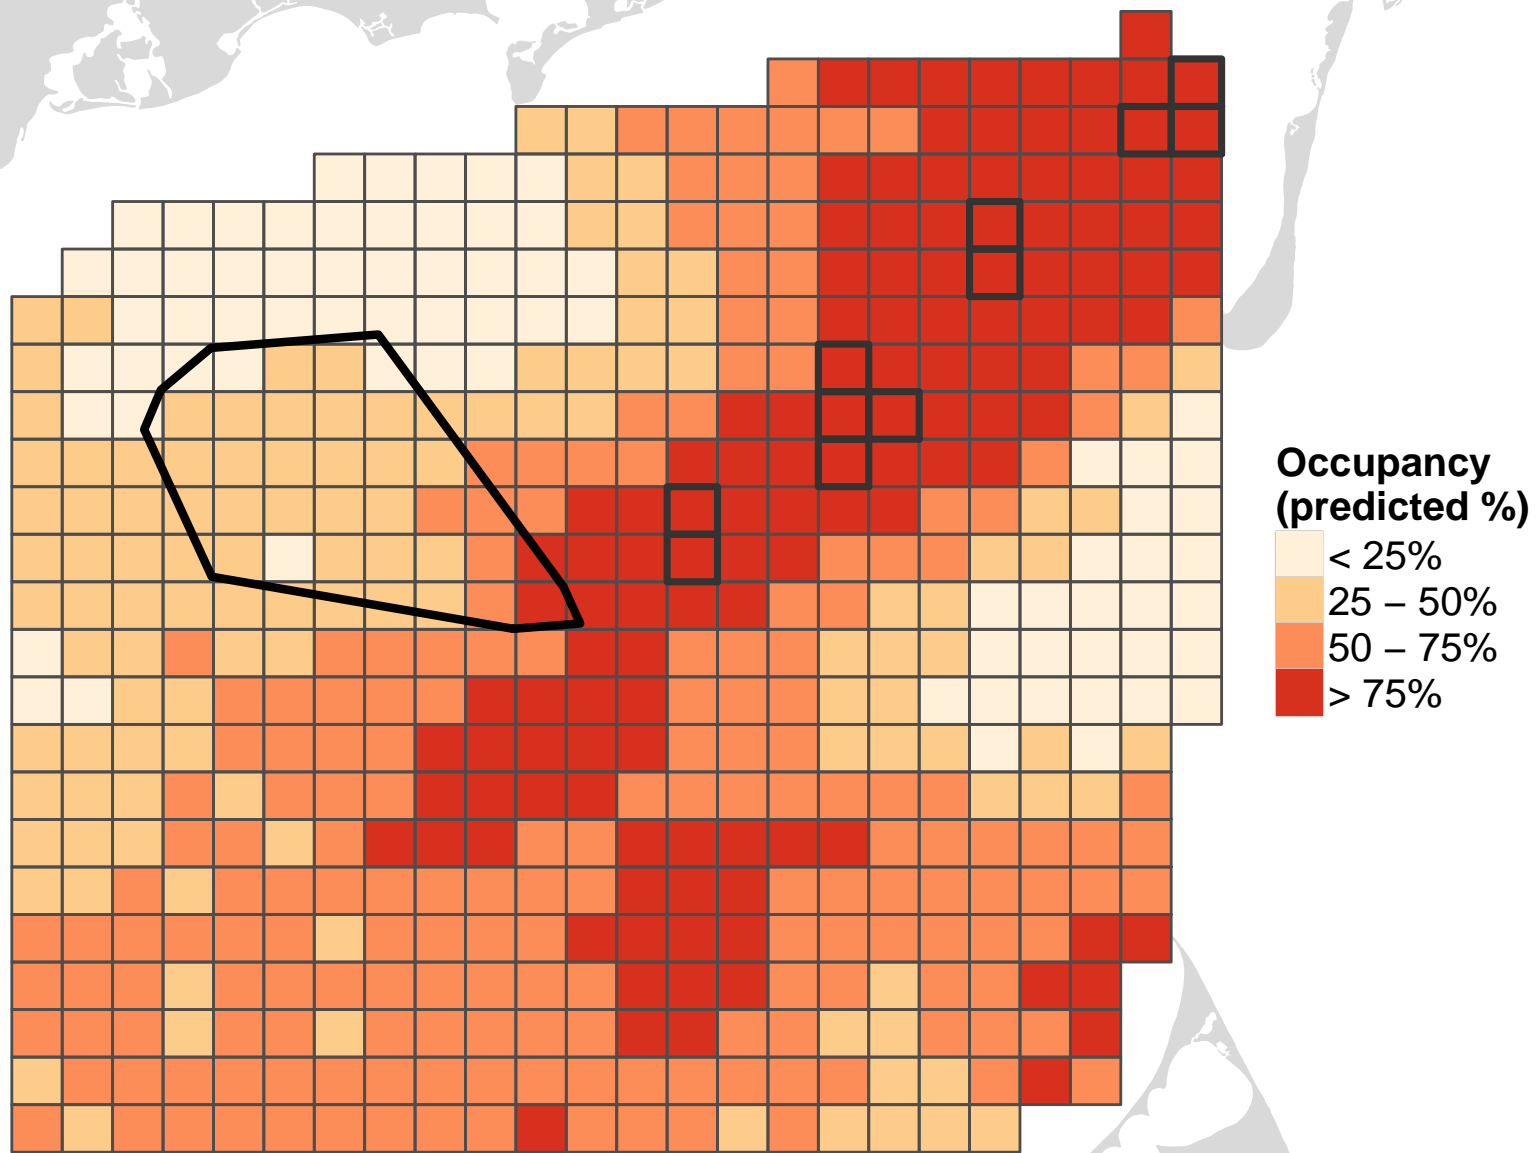 Occupancy
(predicted %)
< 25%
25 – 50%
50 – 75%
> 75%